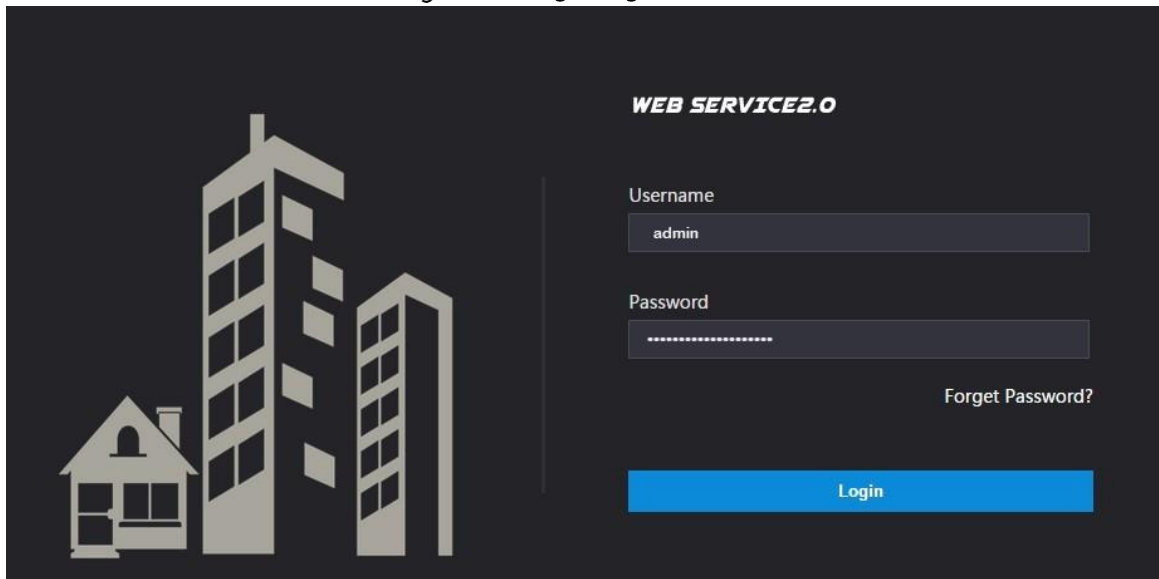 WEB SERVICE2.0
Username
admin
Password
••••••••••••••••••••
Forget Password?
Login